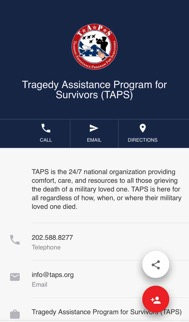 TAPS
Tragedy Assistance Program for
Survivors (TAPS)
CALL
EMAIL
DIRECTIONS
TAPS is the 24/7 national organization providing
comfort, care, and resources to all those grieving
the death of a military loved one. TAPS is here for
all regardless of how, when, or where their military
loved one died.
202.588.8277
Telephone
info@taps.org
Email
Tragedy Assistance Program for Survivors (TAPS)